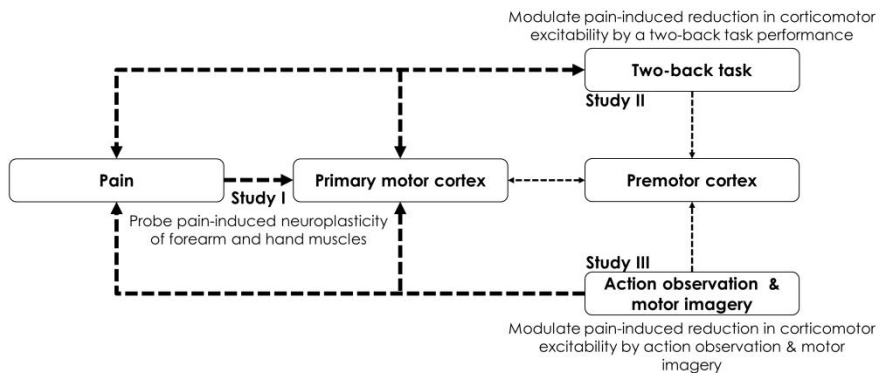 Modulate pain-induced reduction in corticomotor
excitability by a two-back task performance
Two-back task
Study II
Pain
Primary motor cortex
Premotor cortex
Study I
Probe pain-induced neuroplasticity
of forearm and hand muscles
Study III
Action observation &
motor imagery
Modulate pain-induced reduction in corticomotor
excitability by action observation & motor
imagery